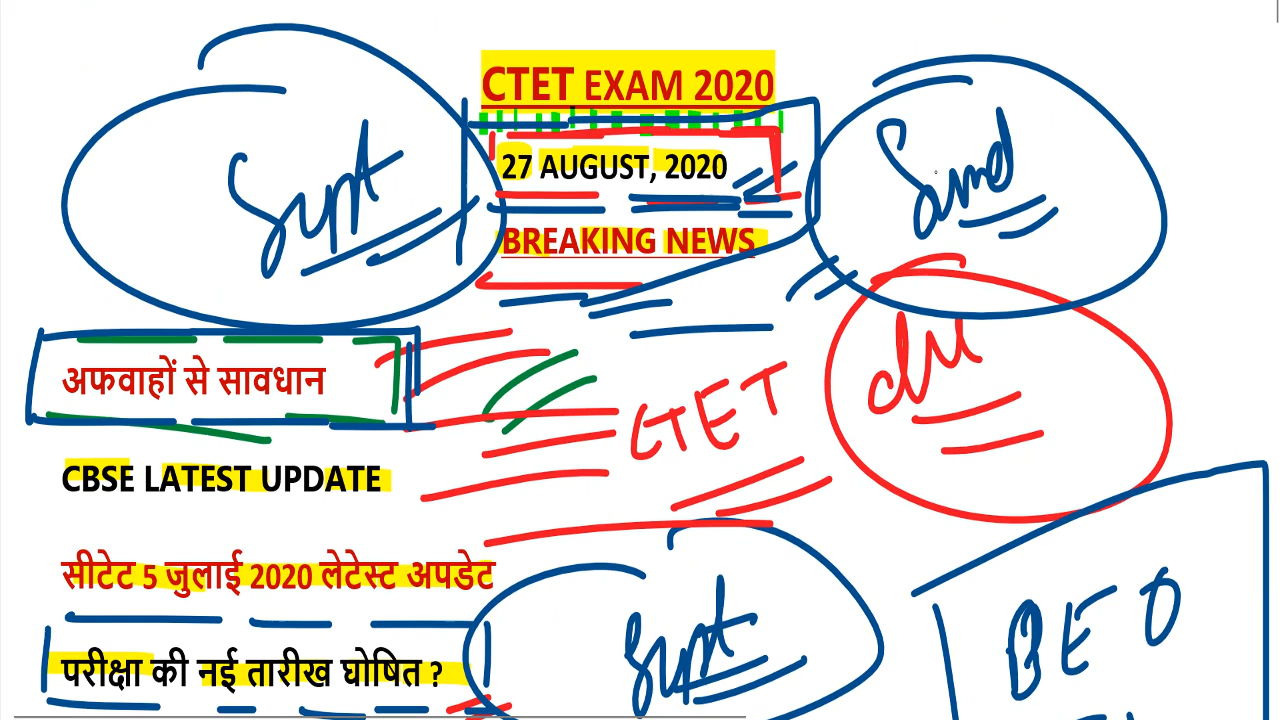 CTET EXAM 2020
27 AUGUST, 2020
BREAKING NEWS
Supt
अफवाहों से सावधान
CTET
CBSE LATEST UPDATE
सीटेट 5 जुलाई 2020 लेटेस्ट अपडेट
परीक्षा की नई तारीख घोषित ?
Supt
BEO